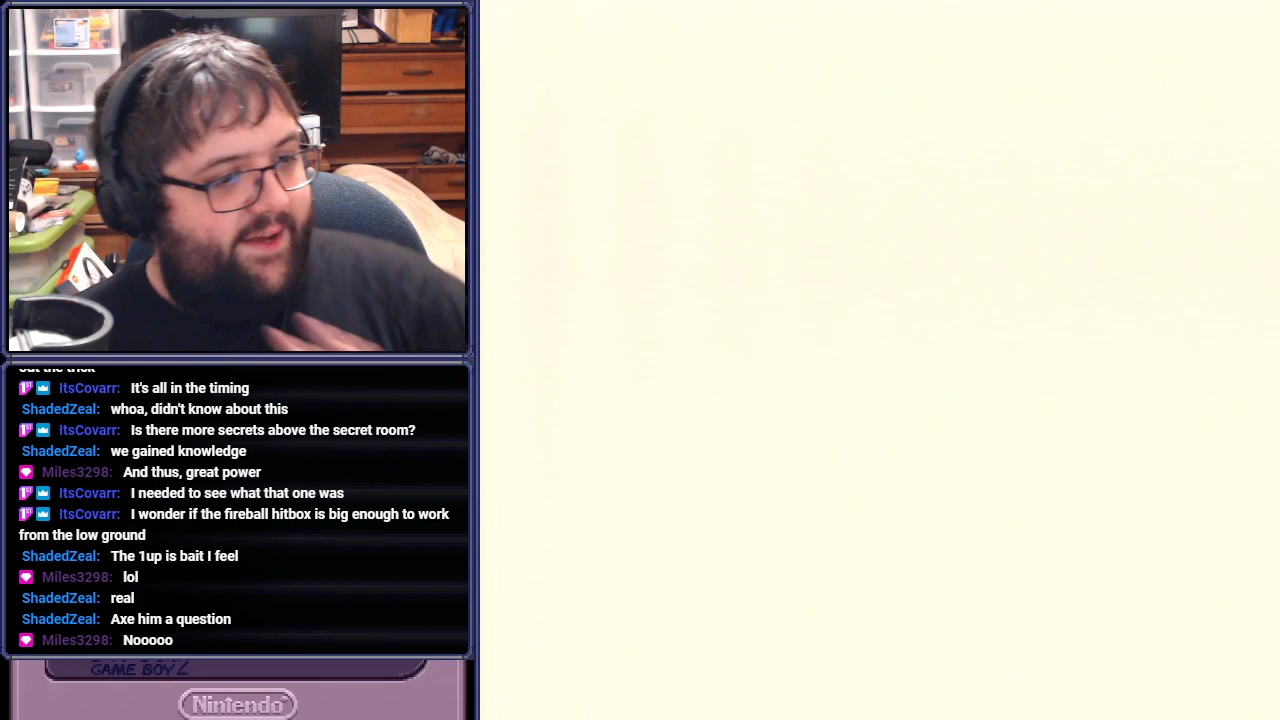 ItsCovarr: It's all in the timing
ShadedZeal: whoa, didn't know about this
ItsCovarr: Is there more secrets above the secret room?
ShadedZeal: we gained knowledge
Miles3298: And thus, great power
ItsCovarr: I needed to see what that one was
ItsCovarr: I wonder if the fireball hitbox is big enough to work
from the low ground
ShadedZeal: The 1up is bait I feel
Miles3298: lol
ShadedZeal: real
ShadedZeal: Axe him a question
Miles3298: Nooooo
GAME BOY
Nintendo